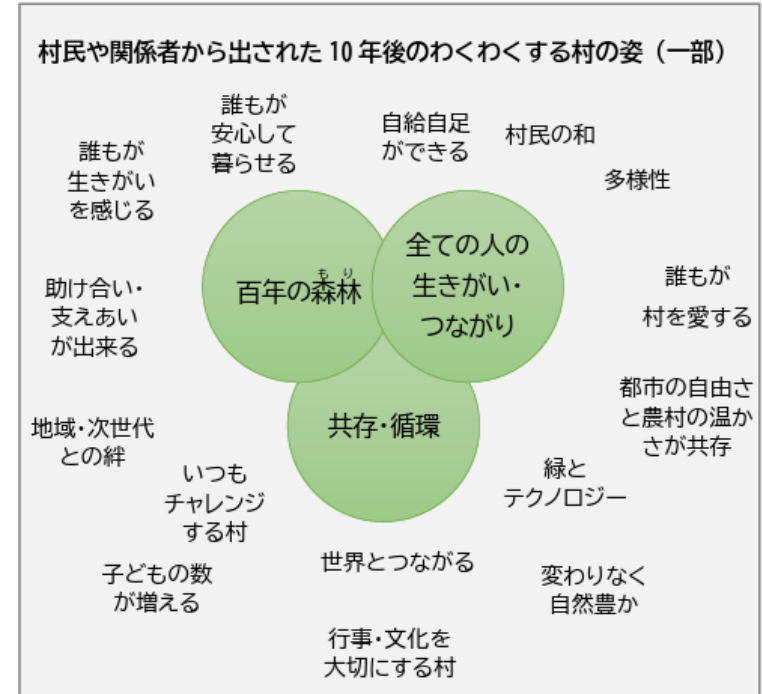 村民や関係者から出された10年後のわくわくする村の姿（一部）
誰もが
安心して
暮らせる
自給自足
ができる
村民の和
多様性
誰もが
生きがい
を感じる
百年の森林
もり
全ての人の
生きがい・
つながり
共存・循環
助け合い・
支えあい
が出来る
誰もが
村を愛する
都市の自由さ
と農村の温か
さが共存
地域・次世代
との絆
いつも
チャレンジ
する村
緑と
テクノロジー
子どもの数
が増える
世界とつながる
変わりなく
自然豊か
行事・文化を
大切にする村